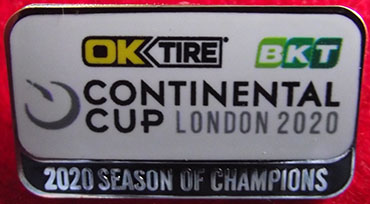 OK TIRE BKT
CONTINENTAL
CUP LONDON 2020
2020 SEASON OF CHAMPIONS